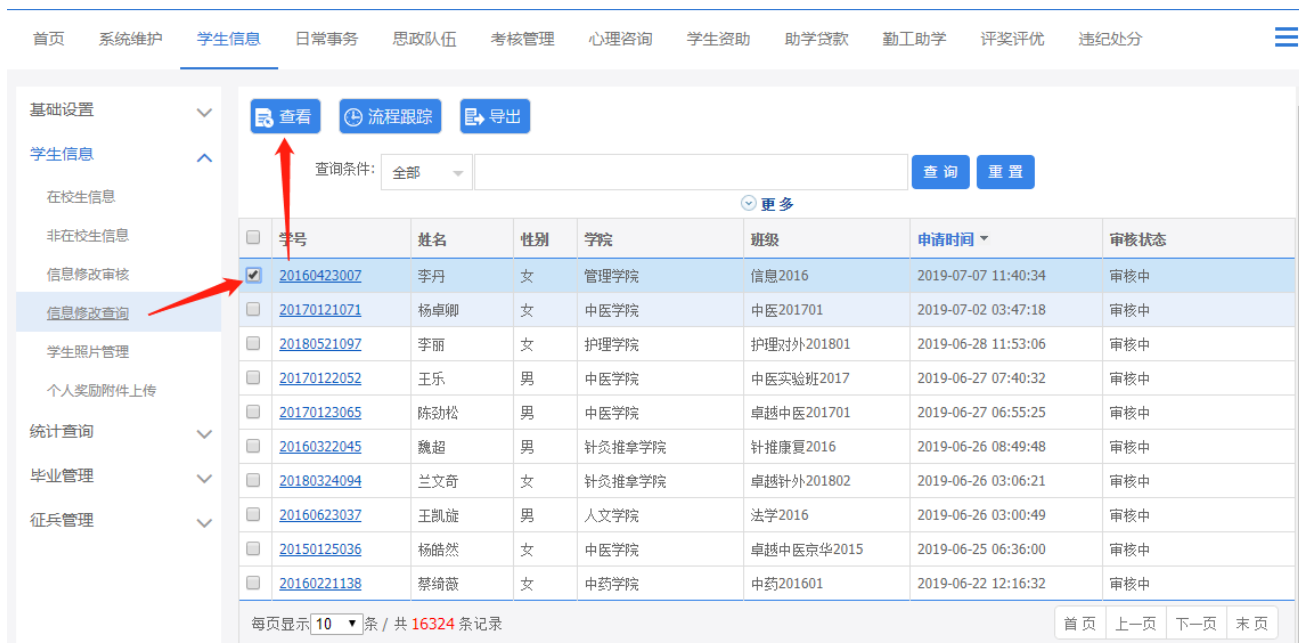 首页 系统维护 学生信息 日常事务 思政队伍 考核管理 心理咨询 学生资助 助学贷款 勤工助学 评奖评优 违纪处分
基础设置
学生信息
在校生信息
非在校生信息
信息修改审核
信息修改查询
学生照片管理
个人奖励附件上传
统计查询
毕业管理
征兵管理
查看 流程跟踪 导出
查询条件: 全部 查 询 重 置
更 多
学号 姓名 性别 学院 班级 申请时间 审核状态
20160423007 李丹 女 管理学院 信息2016 2019-07-07 11:40:34 审核中
20170121071 杨卓卿 女 中医学院 中医201701 2019-07-02 03:47:18 审核中
20180521097 李丽 女 护理学院 护理对外201801 2019-06-28 11:53:06 审核中
20170122052 王乐 男 中医学院 中医实验班2017 2019-06-27 07:40:32 审核中
20170123065 陈劲松 男 中医学院 卓越中医201701 2019-06-27 06:55:25 审核中
20160322045 魏超 男 针灸推拿学院 针推康复2016 2019-06-26 08:49:48 审核中
20180324094 兰文奇 女 针灸推拿学院 卓越针外201802 2019-06-26 03:06:21 审核中
20160623037 王凯旋 男 人文学院 法学2016 2019-06-26 03:00:49 审核中
20150125036 杨皓然 女 中医学院 卓越中医京华2015 2019-06-25 06:36:00 审核中
20160221138 蔡绮薇 女 中药学院 中药201601 2019-06-22 12:16:32 审核中
每页显示 10 条 / 共 16324 条记录 首 页 上一页 下一页 末 页